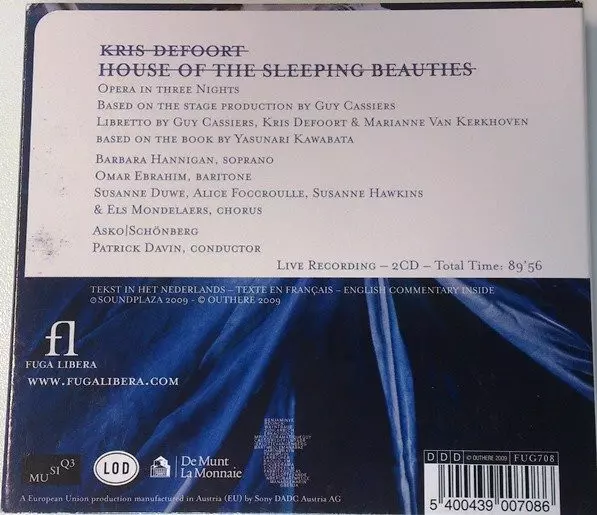 KRIS DEFOORT
HOUSE OF THE SLEEPING BEAUTIES
OPERA IN THREE NIGHTS
BASED ON THE STAGE PRODUCTION BY GUY CASSIERS
LIBRETTO BY GUY CASSIERS, KRIS DEFOORT & MARIANNE VAN KERKHOVEN
BASED ON THE BOOK BY YASUNARI KAWABATA
BARBARA HANNIGAN, SOPRANO
OMAR EBRAHIM, BARITONE
SUSANNE DUWE, ALICE FOCCROULLE, SUSANNE HAWKINS
& ELS MONDELAERS, CHORUS
ASKO|SCHÖNBERG
PATRICK DAVIN, CONDUCTOR
LIVE RECORDING – 2CD – TOTAL TIME: 89'56
TEKST IN HET NEDERLANDS – TEXTE EN FRANÇAIS – ENGLISH COMMENTARY INSIDE
℗ SOUNDPLAZA 2009 - © OUTHERE 2009
fl
FUGA LIBERA
WWW.FUGALIBERA.COM
MUSIQ3
LOD
De Munt
La Monnaie
DDD
© OUTHERE 2009
FUG708
5 400439 007086
A European Union production manufactured in Austria (EU) by Sony DADC Austria AG